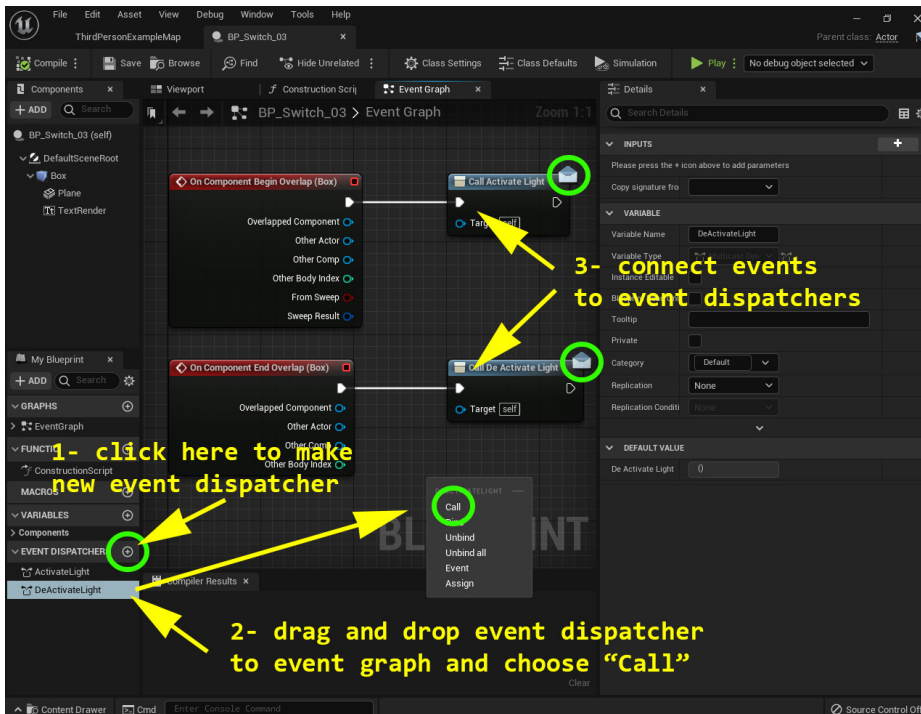 File Edit Asset View Debug Window Tools Help
ThirdPersonExampleMap
BP_Switch_03
Parent class: Actor
Compile
Save
Browse
Find
Hide Unrelated
Class Settings
Class Defaults
Simulation
Play
No debug object selected
Components
Viewport
Construction Scrip
Event Graph
Details
+ ADD
Search
BP_Switch_03 > Event Graph
Zoom 1:1
Search Details
BP_Switch_03 (self)
DefaultSceneRoot
Box
Plane
TextRender
On Component Begin Overlap (Box)
Overlapped Component
Other Actor
Other Comp
Other Body Index
From Sweep
Sweep Result
Call Activate Light
Target self
INPUTS
Please press the + icon above to add parameters
Copy signature fro
VARIABLE
Variable Name DeActivateLight
Variable Type
Instance Editable
Tooltip
Private
Category Default
Replication None
Replication Conditi None
DEFAULT VALUE
De Activate Light ()
3- connect events
to event dispatchers
My Blueprint
+ ADD
Search
GRAPHS
EventGraph
FUNCTIO
ConstructionScript
MACROS
VARIABLES
Components
EVENT DISPATCHER
ActivateLight
DeActivateLight
On Component End Overlap (Box)
Overlapped Component
Other Actor
Other Comp
Other Body Index
Call De Activate Light
Target self
1- click here to make
new event dispatcher
DEACTIVATELIGHT
Call
Unbind
Unbind all
Event
Assign
Compiler Results
2- drag and drop event dispatcher
to event graph and choose “Call”
Clear
Content Drawer
Cmd
Enter Console Command
Source Control Off